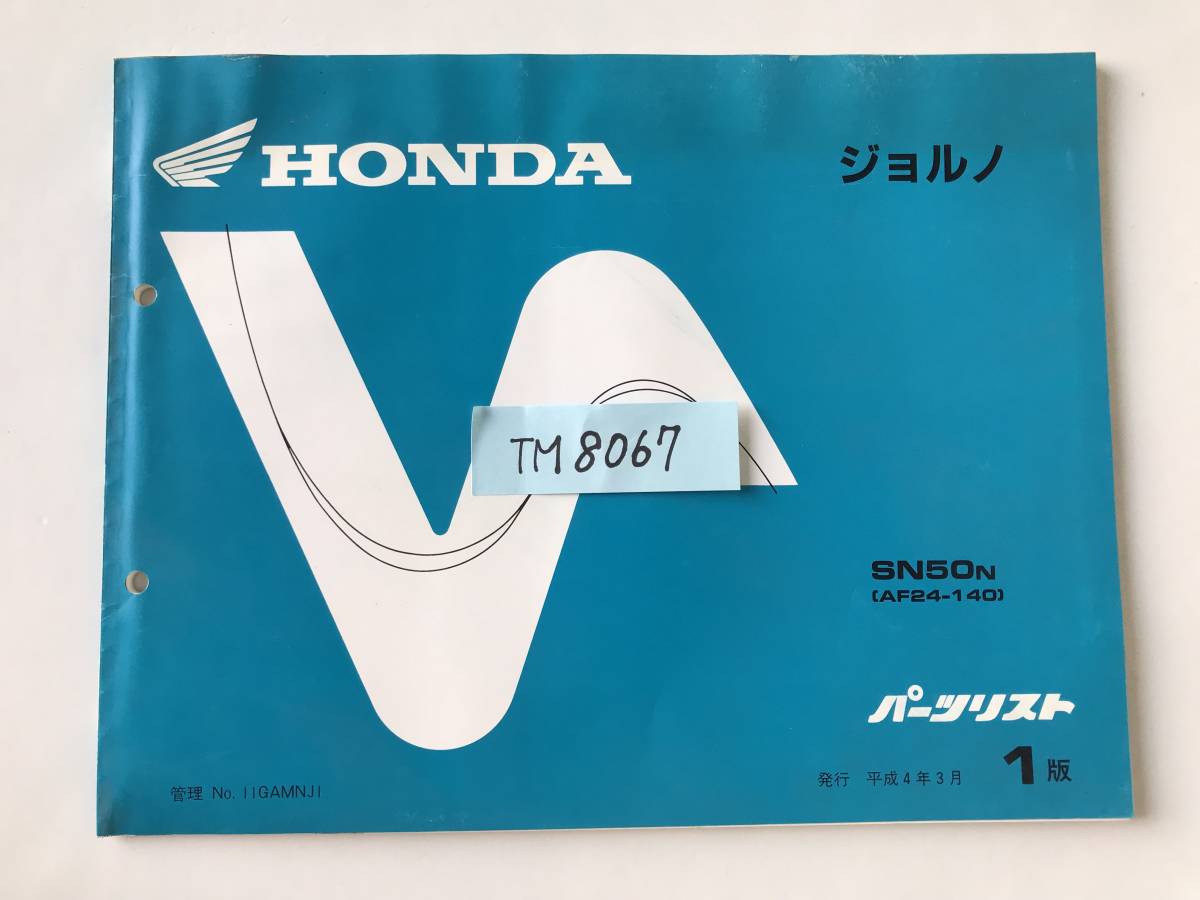 HONDA
ジョルノ
TM8067
SN50N
(AF24-140)
パーツリスト
管理 No. 11GAMNJ1
発行 平成4年3月 1版